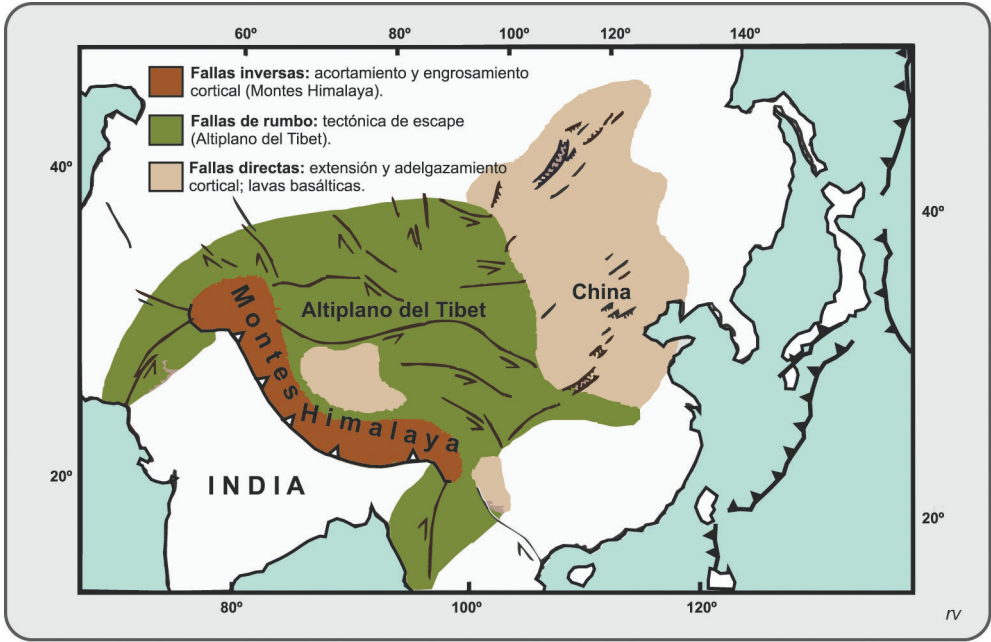 60º 80º 100º 120º 140º
Fallas inversas: acortamiento y engrosamiento
cortical (Montes Himalaya).
Fallas de rumbo: tectónica de escape
(Altiplano del Tibet).
Fallas directas: extensión y adelgazamiento
cortical; lavas basálticas.
40º
40º
China
Altiplano del Tibet
Montes Himalaya
20º
INDIA
20º
80º 100º 120º
rv